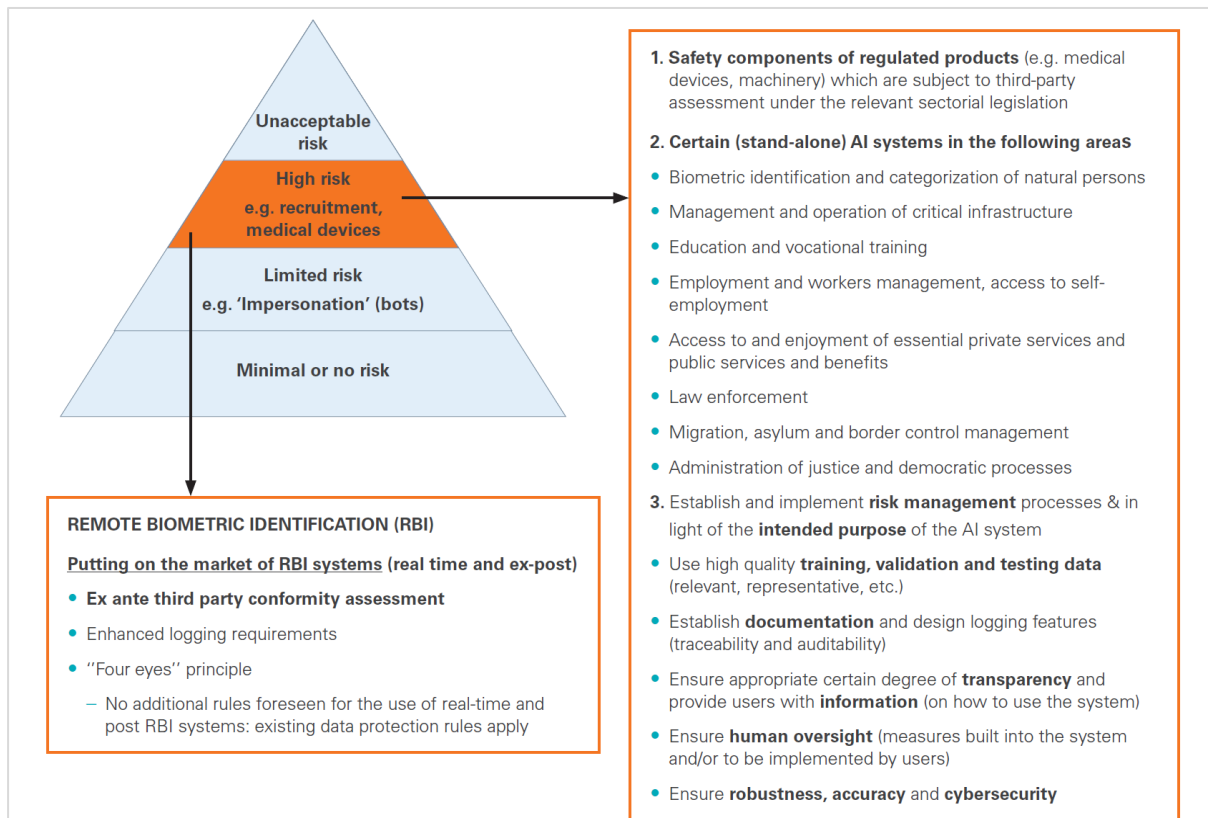 Unacceptable
risk
High risk
e.g. recruitment,
medical devices
Limited risk
e.g. ‘Impersonation’ (bots)
Minimal or no risk
REMOTE BIOMETRIC IDENTIFICATION (RBI)
Putting on the market of RBI systems (real time and ex-post)
• Ex ante third party conformity assessment
• Enhanced logging requirements
• “Four eyes” principle
– No additional rules foreseen for the use of real-time and
post RBI systems: existing data protection rules apply
1. Safety components of regulated products (e.g. medical
devices, machinery) which are subject to third-party
assessment under the relevant sectorial legislation
2. Certain (stand-alone) AI systems in the following areas
• Biometric identification and categorization of natural persons
• Management and operation of critical infrastructure
• Education and vocational training
• Employment and workers management, access to self-
employment
• Access to and enjoyment of essential private services and
public services and benefits
• Law enforcement
• Migration, asylum and border control management
• Administration of justice and democratic processes
3. Establish and implement risk management processes & in
light of the intended purpose of the AI system
• Use high quality training, validation and testing data
(relevant, representative, etc.)
• Establish documentation and design logging features
(traceability and auditability)
• Ensure appropriate certain degree of transparency and
provide users with information (on how to use the system)
• Ensure human oversight (measures built into the system
and/or to be implemented by users)
• Ensure robustness, accuracy and cybersecurity